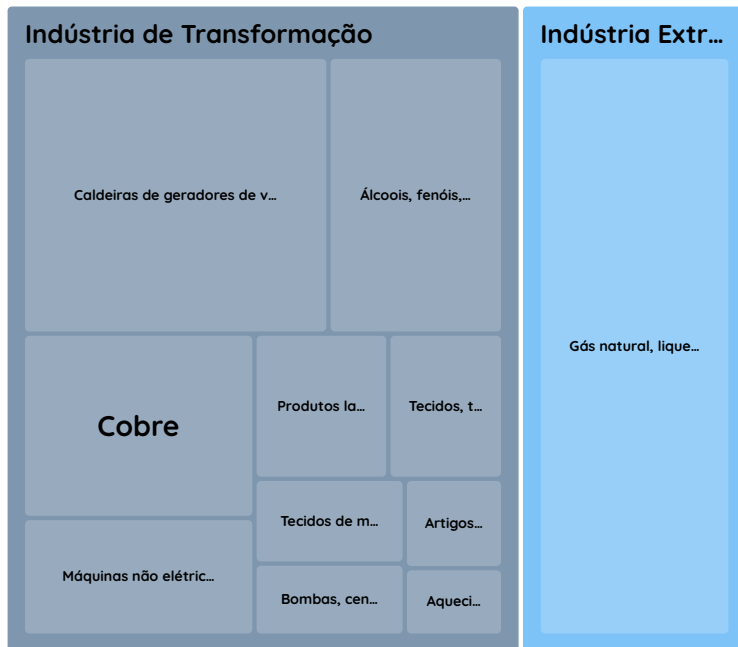 Indústria de Transformação
Caldeiras de geradores de v...
Álcoois, fenóis,...
Cobre
Máquinas não elétric...
Produtos la...
Tecidos, t...
Tecidos de m...
Artigos...
Bombas, cen...
Aqueci...
Indústria Extr...
Gás natural, lique...